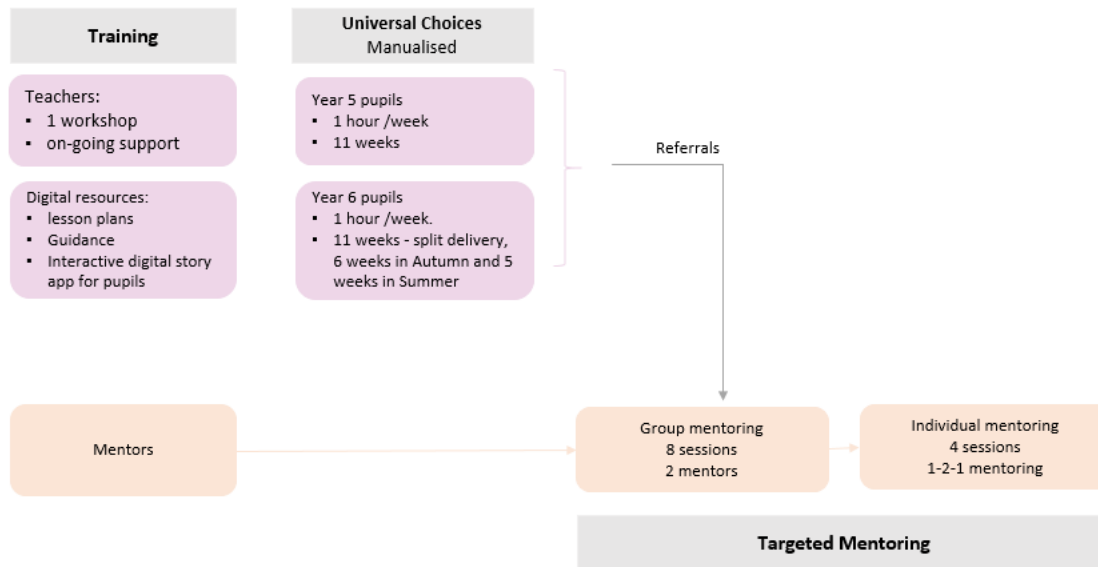 Training
Teachers:
▪ 1 workshop
▪ on-going support
Digital resources:
▪ lesson plans
▪ Guidance
▪ Interactive digital story
app for pupils
Universal Choices
Manualised
Year 5 pupils
▪ 1 hour /week
▪ 11 weeks
Year 6 pupils
▪ 1 hour /week.
▪ 11 weeks - split delivery,
6 weeks in Autumn and 5
weeks in Summer
Referrals
Mentors
Group mentoring
8 sessions
2 mentors
Individual mentoring
4 sessions
1-2-1 mentoring
Targeted Mentoring